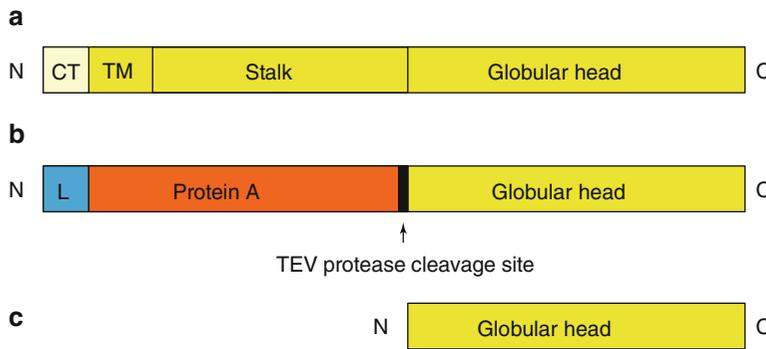 a
N CT TM Stalk Globular head C
b
N L Protein A Globular head C
TEV protease cleavage site
c
N Globular head C